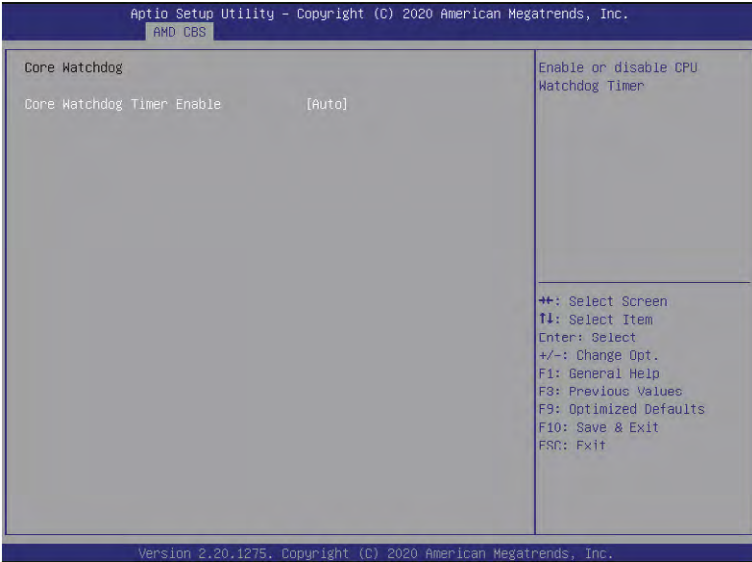 Aptio Setup Utility – Copyright (C) 2020 American Megatrends, Inc.
AMD CBS
Core Watchdog
Core Watchdog Timer Enable [Auto]
Enable or disable CPU
Watchdog Timer
→←: Select Screen
↑↓: Select Item
Enter: Select
+/-: Change Opt.
F1: General Help
F3: Previous Values
F9: Optimized Defaults
F10: Save & Exit
ESC: Exit
Version 2.20.1275. Copyright (C) 2020 American Megatrends, Inc.